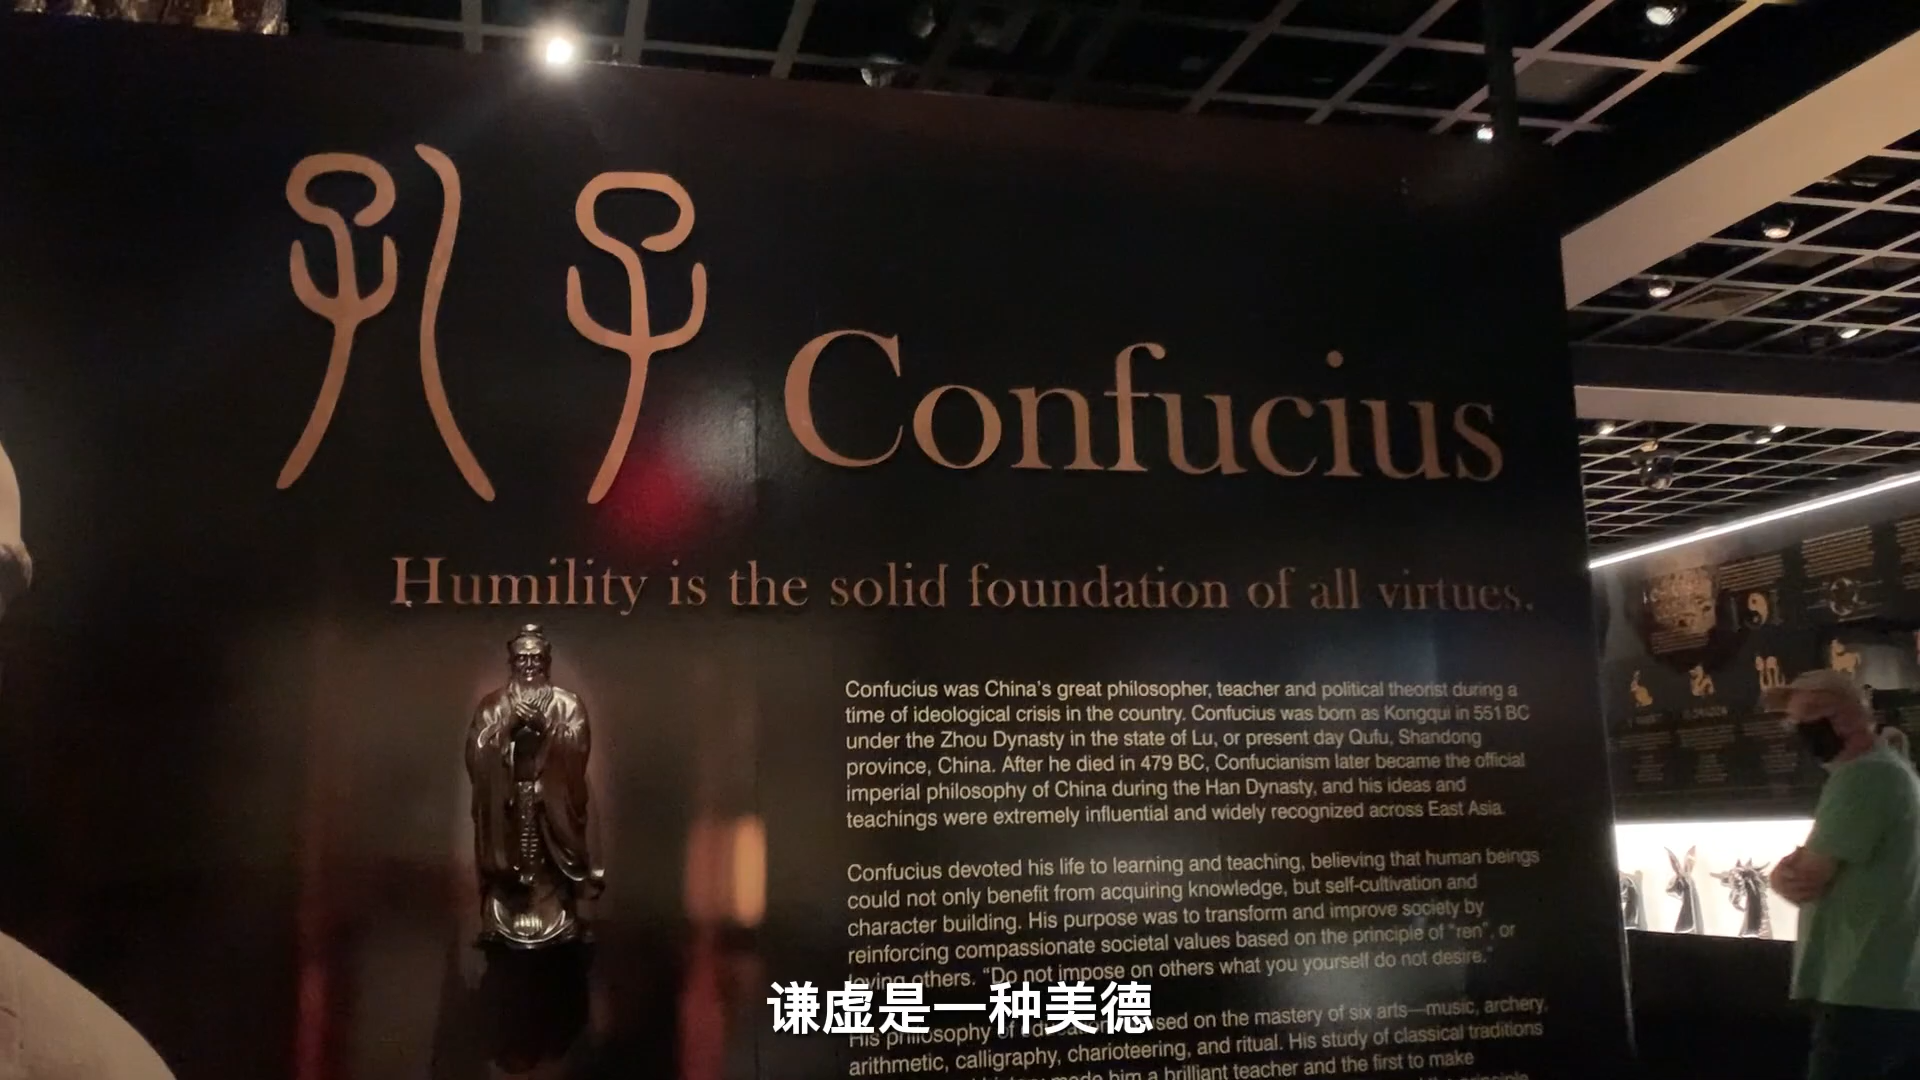 孔子 Confucius
Humility is the solid foundation of all virtues.
Confucius was China's great philosopher, teacher and political theorist during a
time of ideological crisis in the country. Confucius was born as Kongqui in 551 BC
under the Zhou Dynasty in the state of Lu, or present day Qufu, Shandong
province, China. After he died in 479 BC, Confucianism later became the official
imperial philosophy of China during the Han Dynasty, and his ideas and
teachings were extremely influential and widely recognized across East Asia.
Confucius devoted his life to learning and teaching, believing that human beings
could not only benefit from acquiring knowledge, but self-cultivation and
character building. His purpose was to transform and improve society by
reinforcing compassionate societal values based on the principle of "ren", or
loving others. "Do not impose on others what you yourself do not desire."
His philosophy of education on the mastery of six arts—music, archery,
arithmetic, calligraphy, charioteering, and ritual. His study of classical traditions
made him a brilliant teacher and the first to make
谦虚是一种美德